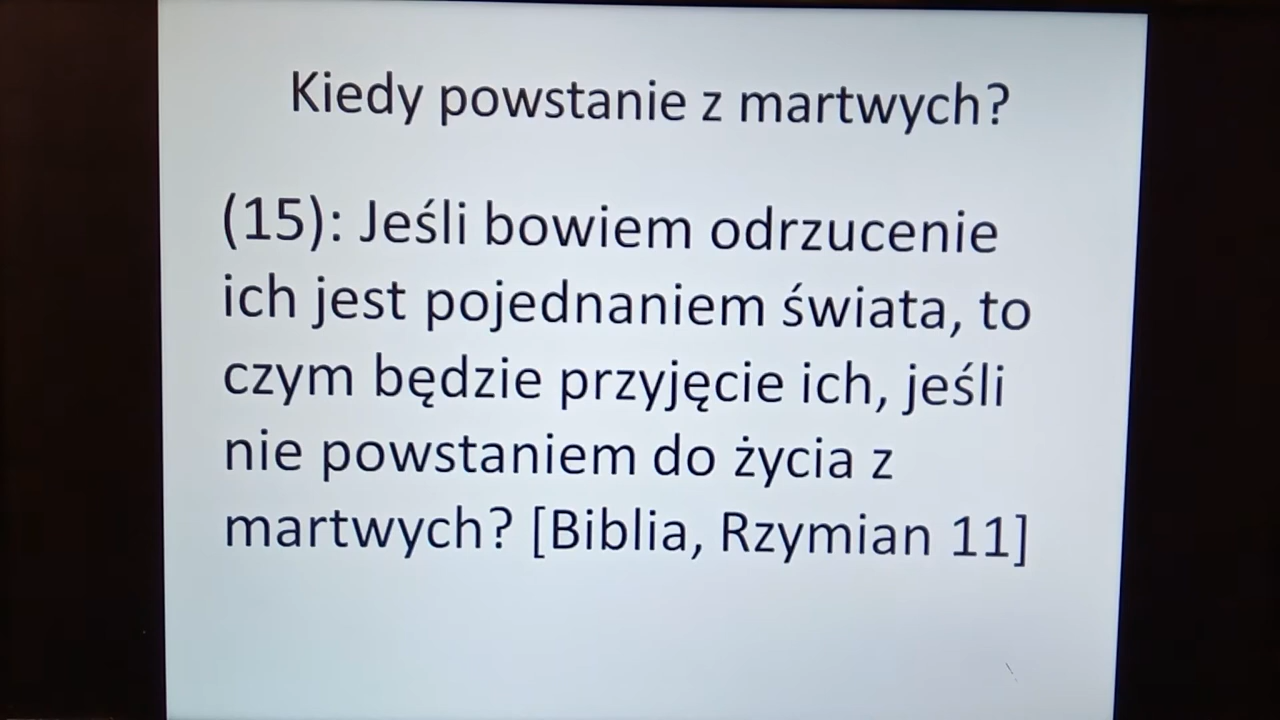 Kiedy powstanie z martwych?
(15): Jeśli bowiem odrzucenie
ich jest pojednaniem świata, to
czym będzie przyjęcie ich, jeśli
nie powstaniem do życia z
martwych? [Biblia, Rzymian 11]